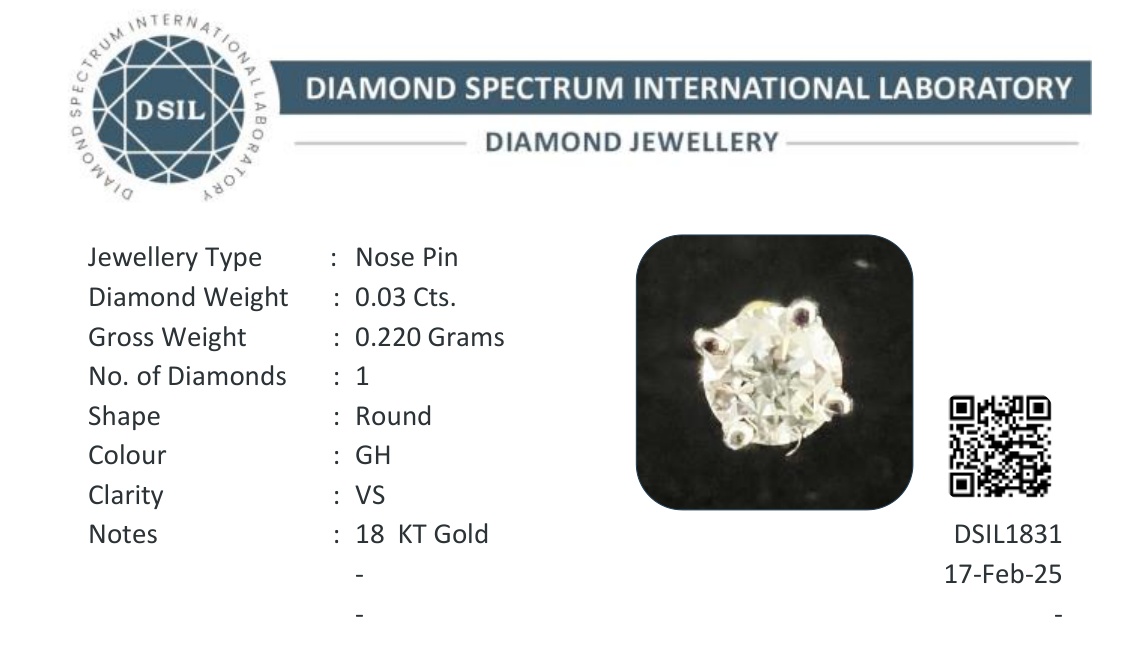 DIAMOND SPECTRUM INTERNATIONAL LABORATORY
DSIL
DIAMOND SPECTRUM INTERNATIONAL LABORATORY
DIAMOND JEWELLERY
Jewellery Type : Nose Pin
Diamond Weight : 0.03 Cts.
Gross Weight : 0.220 Grams
No. of Diamonds : 1
Shape : Round
Colour : GH
Clarity : VS
Notes : 18 KT Gold
-
-
DSIL1831
17-Feb-25
-